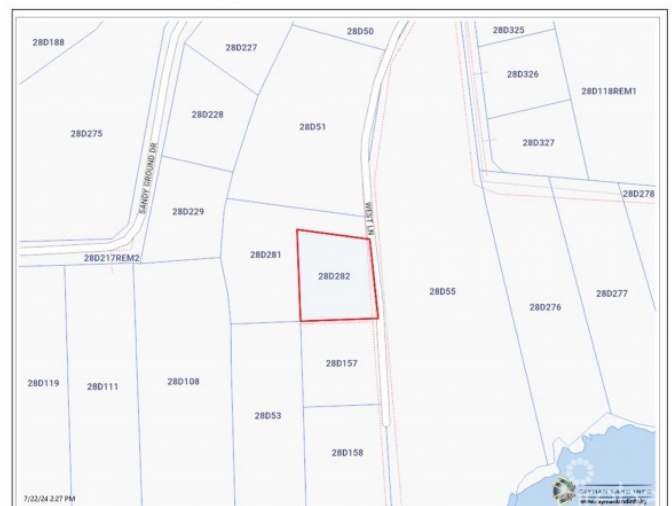 28D50
28D325
28D188
28D227
28D326
28D118REM1
28D228
28D51
28D275
28D327
SANDY GROUND DR
28D278
28D229
WEST LN
28D281
28D217REM2
28D282
28D55
28D277
28D276
28D157
28D119
28D111
28D108
28D53
28D158
7/22/24 2:27 PM
CAYMAN LAND INFO